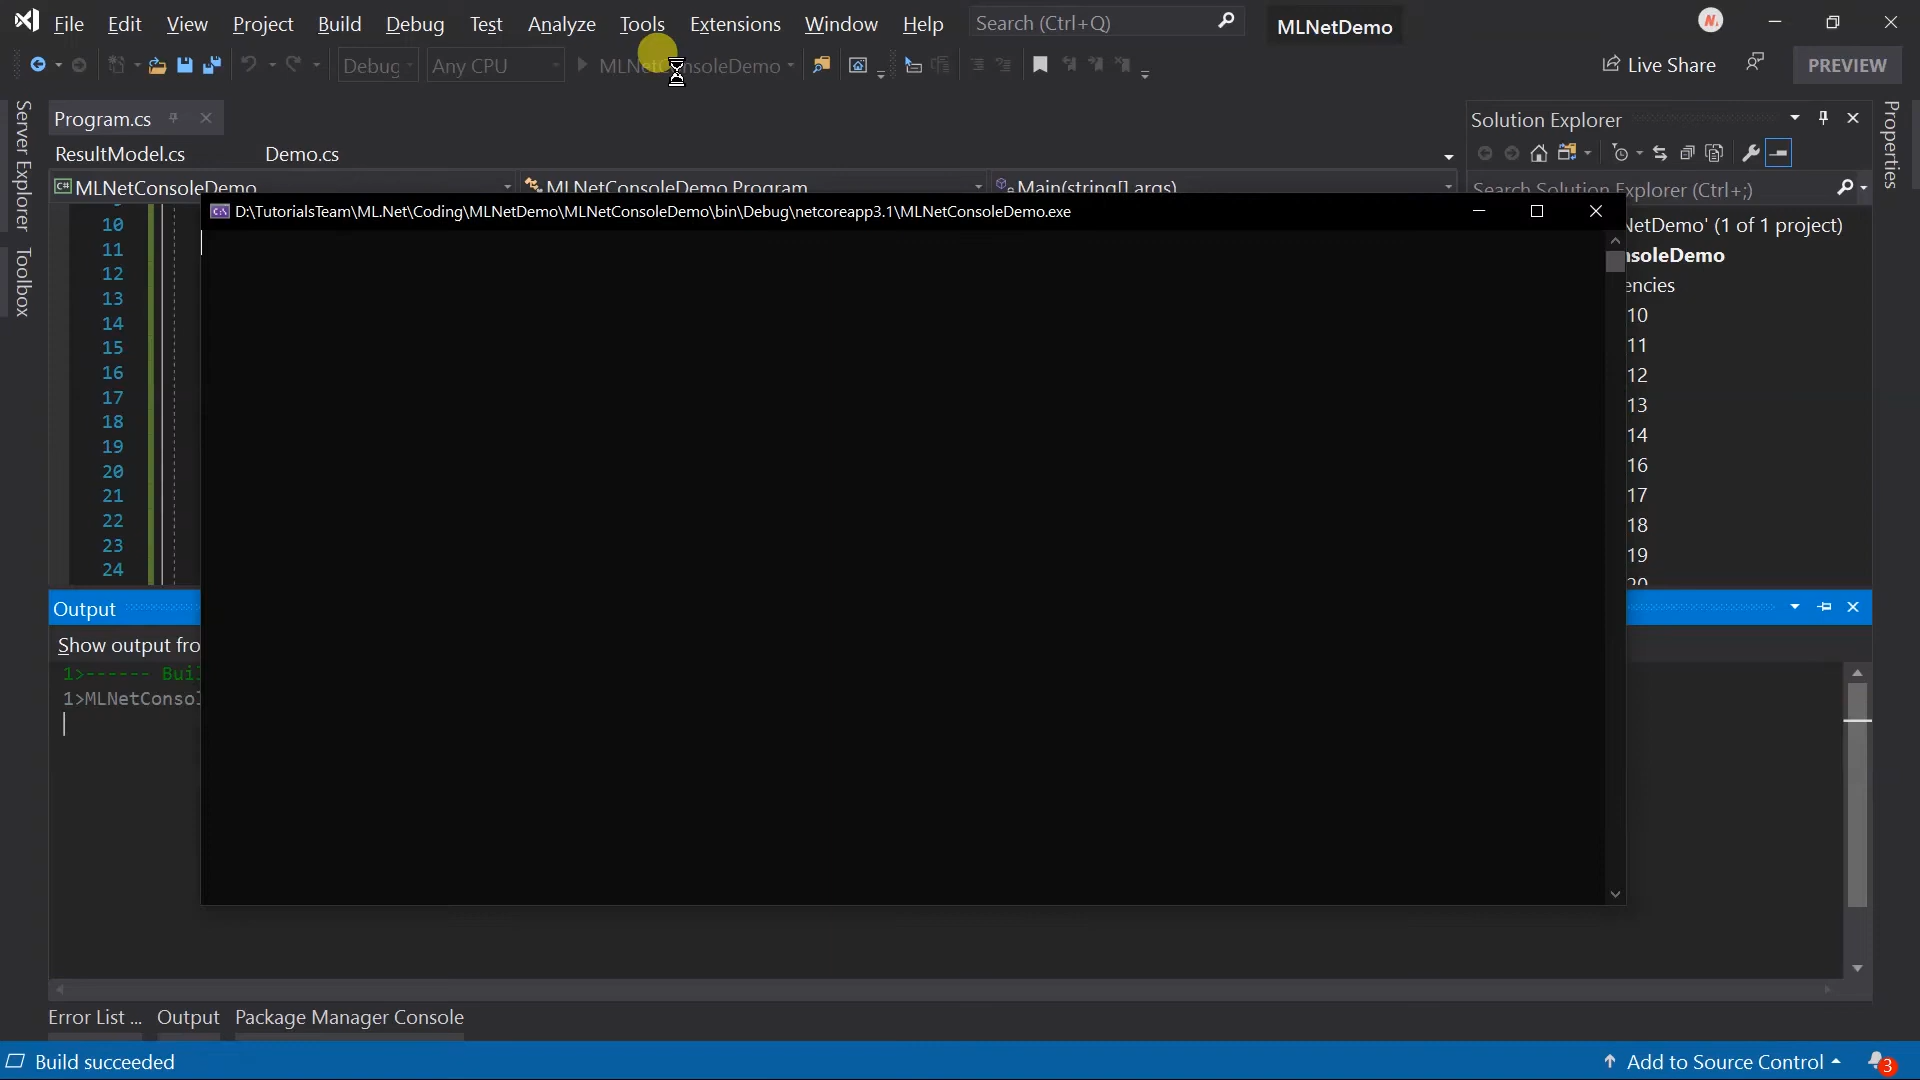 File Edit View Project Build Debug Test Analyze Tools Extensions Window Help Search (Ctrl+Q) MLNetDemo
Debug Any CPU MLNetConsoleDemo Live Share PREVIEW
Server Explorer
Toolbox
Program.cs
ResultModel.cs Demo.cs
MLNetConsoleDemo MLNetConsoleDemo.Program Main(string[] args)
Solution Explorer
Search Solution Explorer (Ctrl+;)
Properties
D:\TutorialsTeam\ML.Net\Coding\MLNetDemo\MLNetConsoleDemo\bin\Debug\netcoreapp3.1\MLNetConsoleDemo.exe
NetDemo' (1 of 1 project)
nsoleDemo
encies
10
11
12
13
14
16
17
18
19
20
10
11
12
13
14
15
16
17
18
19
20
21
22
23
24
Output
Show output fro
1>------ Buil
1>MLNetConsol
Error List ... Output Package Manager Console
Build succeeded Add to Source Control 3